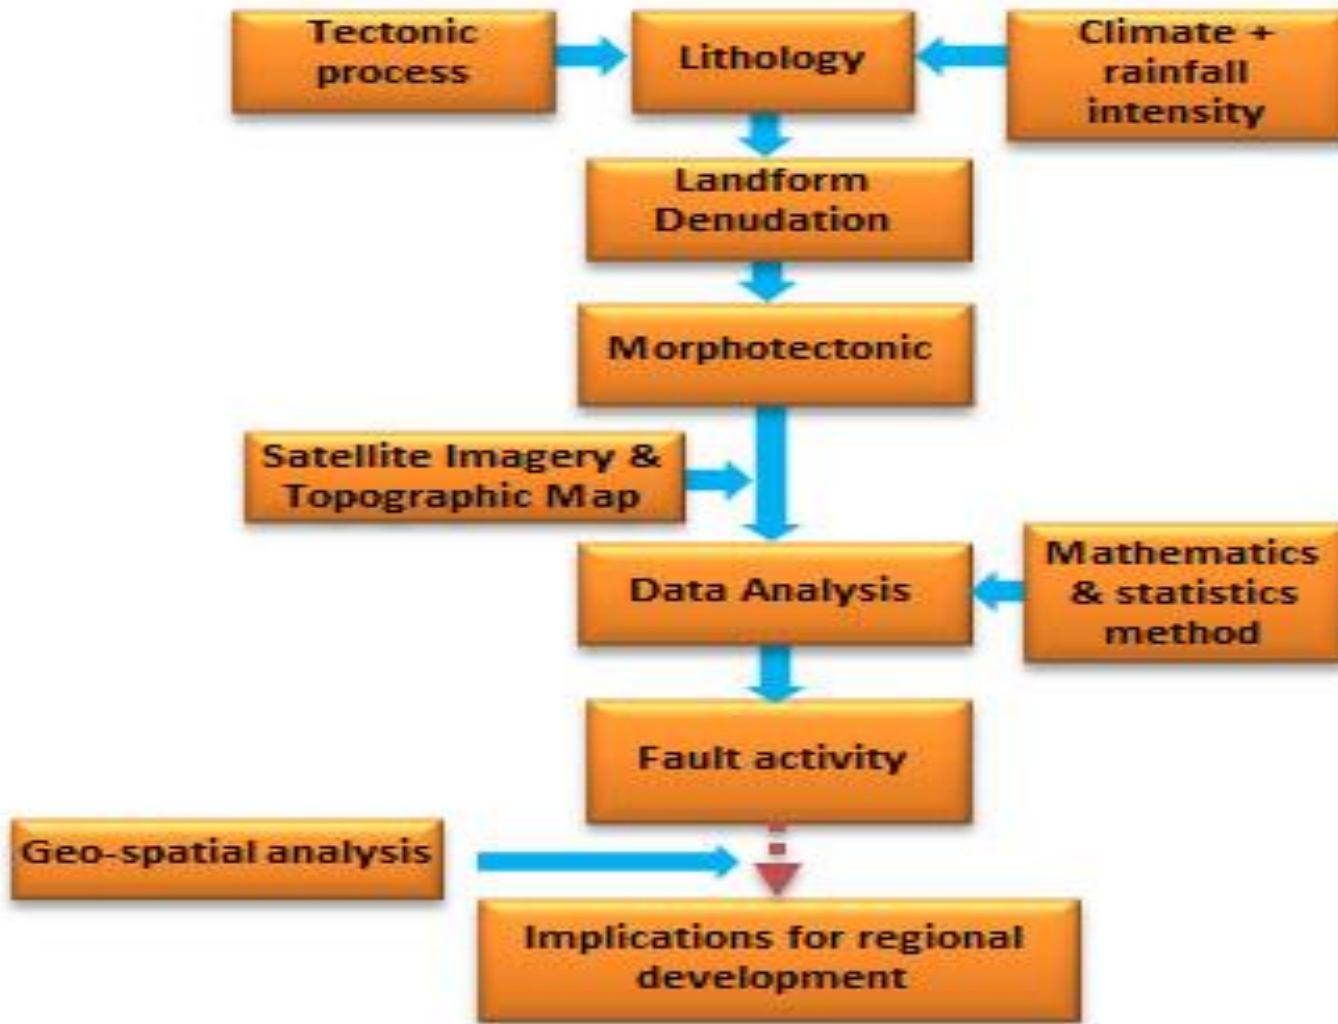 Tectonic
process
Lithology
Climate +
rainfall
intensity
Landform
Denudation
Morphotectonic
Satellite Imagery &
Topographic Map
Data Analysis
Mathematics
& statistics
method
Fault activity
Geo-spatial analysis
Implications for regional
development